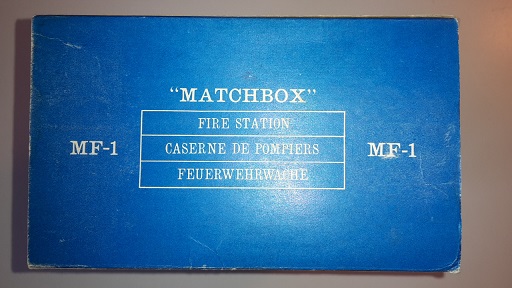 "MATCHBOX"
FIRE STATION
MF-1 CASERNE DE POMPIERS MF-1
FEUERWEHRWACHE